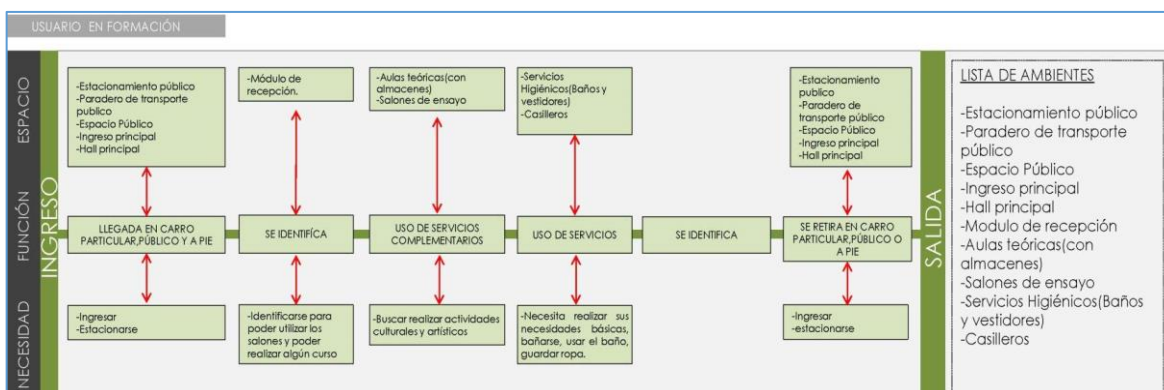 USUARIO EN FORMACIÓN
ESPACIO
FUNCIÓN
NECESIDAD
INGRESO
-Estacionamiento público
-Paradero de transporte
publico
-Espacio Público
-Ingreso principal
-Hall principal
-Módulo de
recepción.
-Aulas teóricas(con
almacenes)
-Salones de ensayo
-Servicios
Higiénicos(Baños y
vestidores)
-Casilleros
-Estacionamiento
publico
-Paradero de
transporte público
-Espacio Público
-Ingreso principal
-Hall principal
LLEGADA EN CARRO
PARTICULAR,PÚBLICO Y A PIE
SE IDENTIFÍCA
USO DE SERVICIOS
COMPLEMENTARIOS
USO DE SERVICIOS
SE IDENTIFICA
SE RETIRA EN CARRO
PARTICULAR,PÚBLICO O
A PIE
-Ingresar
-Estacionarse
-Identificarse para
poder utilizar los
salones y poder
realizar algún curso
-Buscar realizar actividades
culturales y artísticos
-Necesita realizar sus
necesidades básicas,
bañarse, usar el baño,
guardar ropa.
-Ingresar
-estacionarse
SALIDA
LISTA DE AMBIENTES
-Estacionamiento público
-Paradero de transporte
público
-Espacio Público
-Ingreso principal
-Hall principal
-Modulo de recepción
-Aulas teóricas(con
almacenes)
-Salones de ensayo
-Servicios Higiénicos(Baños
y vestidores)
-Casilleros